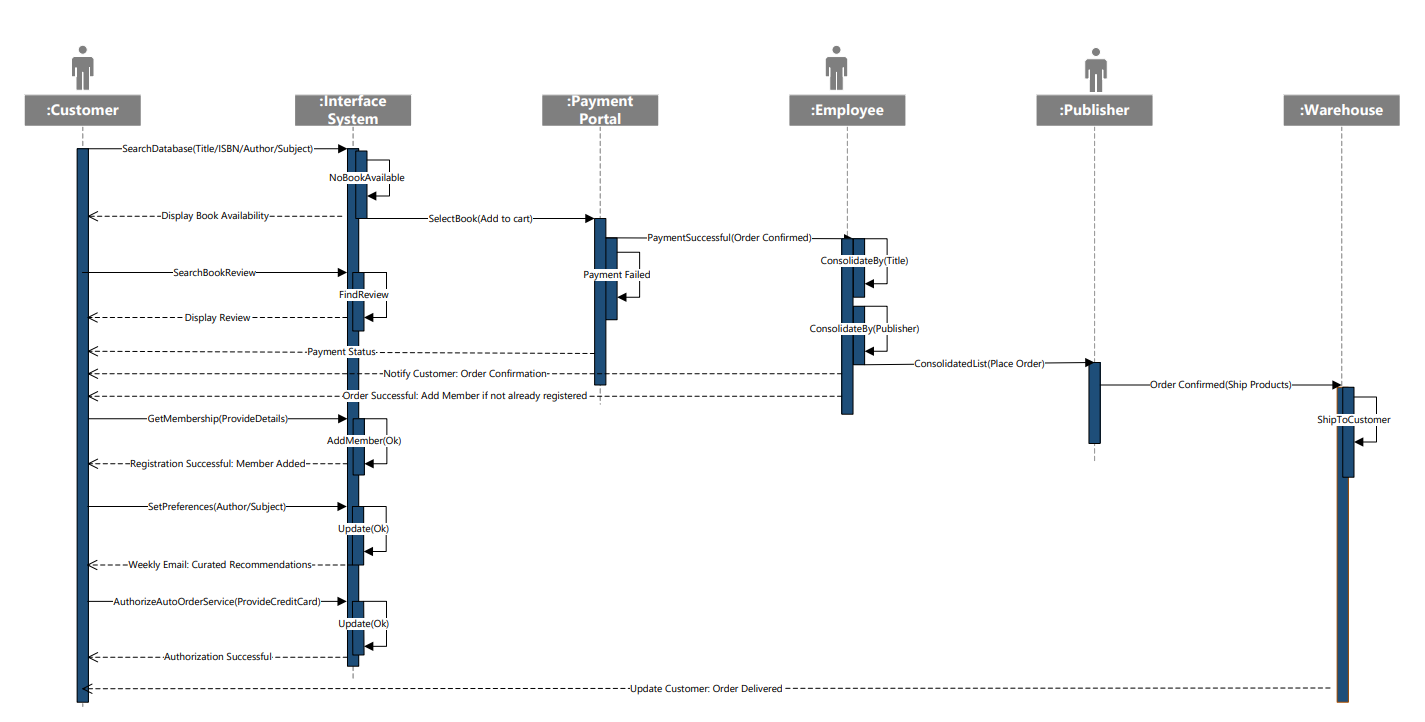 :Customer
:Interface
System
:Payment
Portal
:Employee
:Publisher
:Warehouse
SearchDatabase(Title/ISBN/Author/Subject)
NoBookAvailable
Display Book Availability
SelectBook(Add to cart)
PaymentSuccessful(Order Confirmed)
ConsolidateBy(Title)
SearchBookReview
Payment Failed
FindReview
Display Review
ConsolidateBy(Publisher)
Payment Status
ConsolidatedList(Place Order)
Notify Customer: Order Confirmation
Order Confirmed(Ship Products)
Order Successful: Add Member if not already registered
GetMembership(ProvideDetails)
ShipToCustomer
AddMember(Ok)
Registration Successful: Member Added
SetPreferences(Author/Subject)
Update(Ok)
Weekly Email: Curated Recommendations
AuthorizeAutoOrderService(ProvideCreditCard)
Update(Ok)
Authorization Successful
Update Customer: Order Delivered